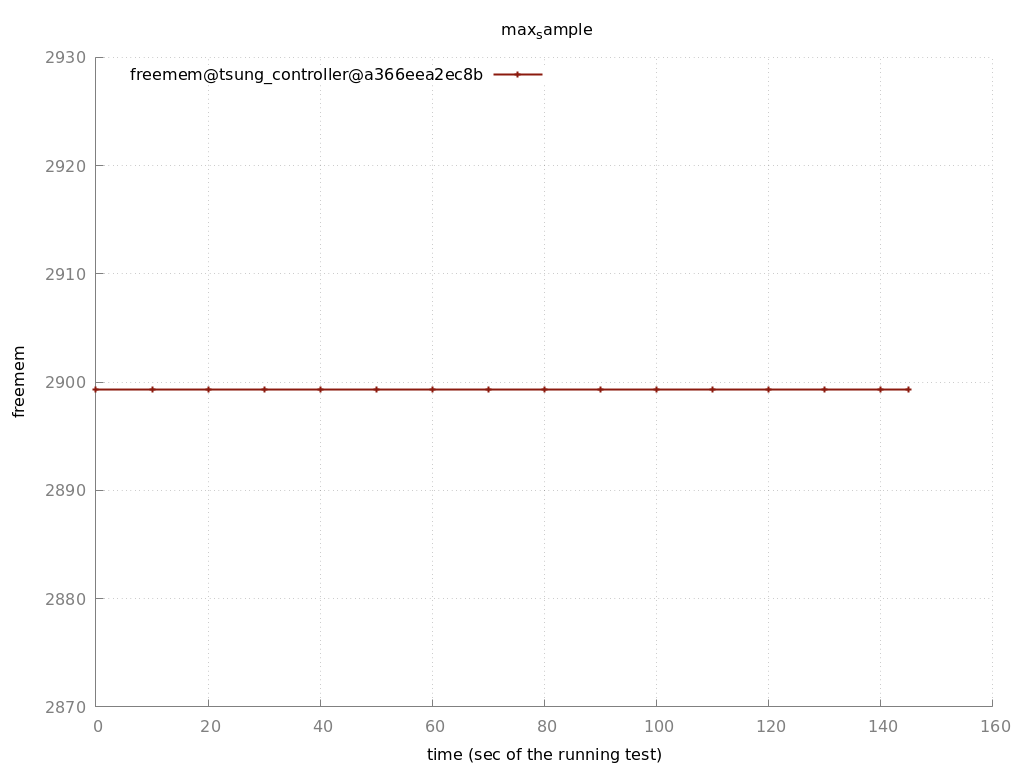 max_sample
2930
freemem@tsung_controller@a366eea2ec8b
2920
2910
2900
2890
2880
2870
freemem
0 20 40 60 80 100 120 140 160
time (sec of the running test)